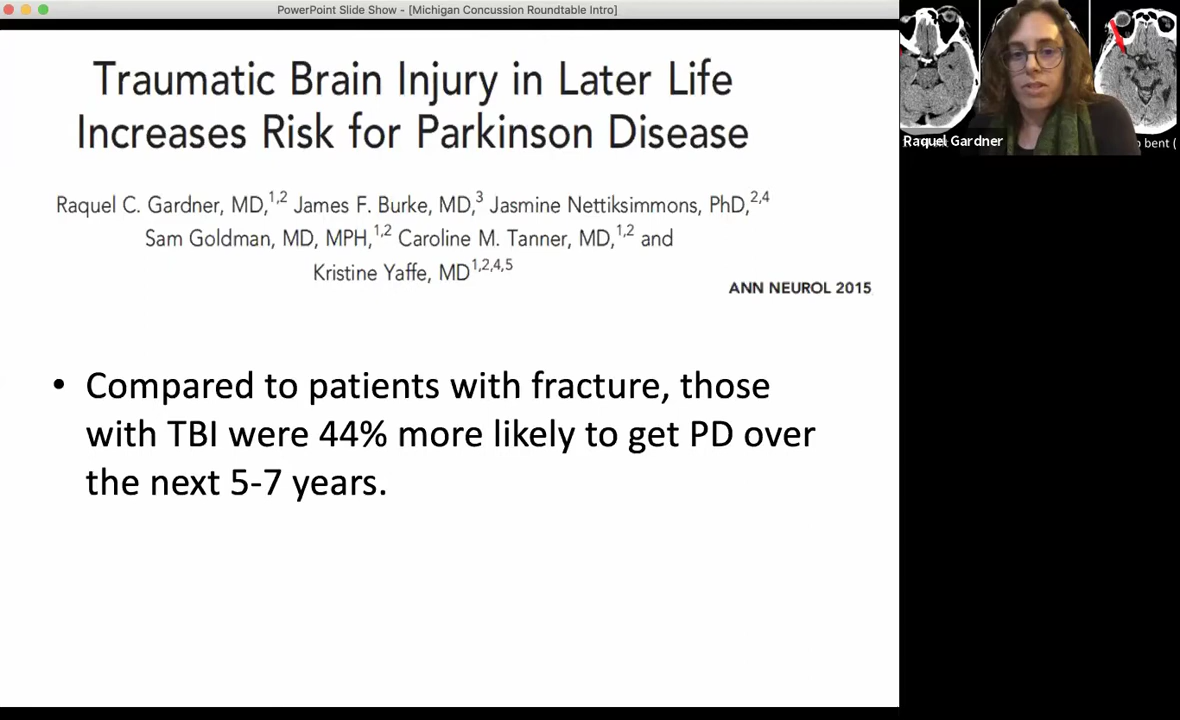 PowerPoint Slide Show - [Michigan Concussion Roundtable Intro]
Traumatic Brain Injury in Later Life
Increases Risk for Parkinson Disease
Raquel C. Gardner, MD,1,2 James F. Burke, MD,3 Jasmine Nettiksimmons, PhD,2,4
Sam Goldman, MD, MPH,1,2 Caroline M. Tanner, MD,1,2 and
Kristine Yaffe, MD1,2,4,5
ANN NEUROL 2015
• Compared to patients with fracture, those
with TBI were 44% more likely to get PD over
the next 5-7 years.
Raquel Gardner
bent (